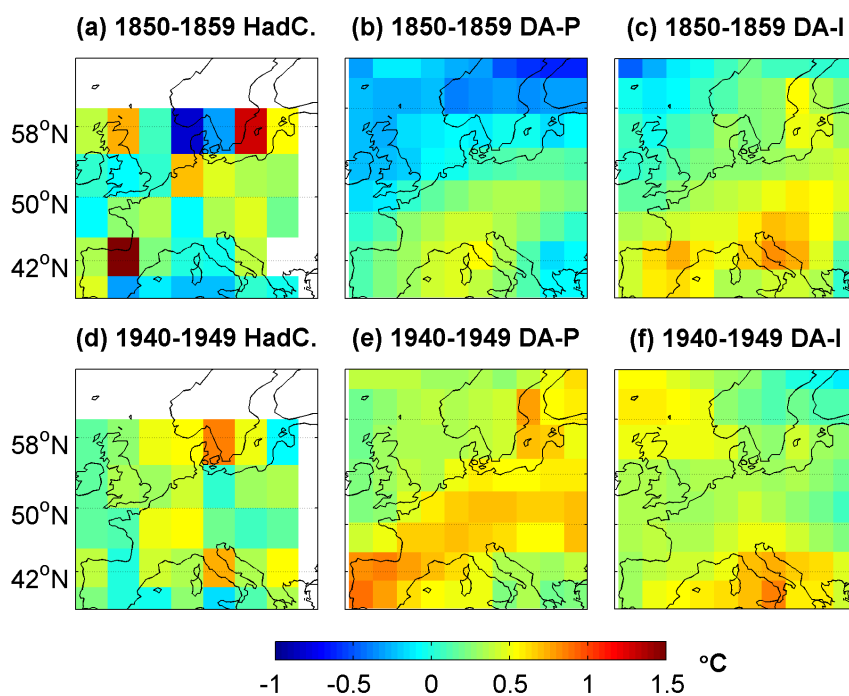 (a) 1850-1859 HadC. (b) 1850-1859 DA-P (c) 1850-1859 DA-I
58°N
50°N
42°N
(d) 1940-1949 HadC. (e) 1940-1949 DA-P (f) 1940-1949 DA-I
58°N
50°N
42°N
-1 -0.5 0 0.5 1 1.5 °C